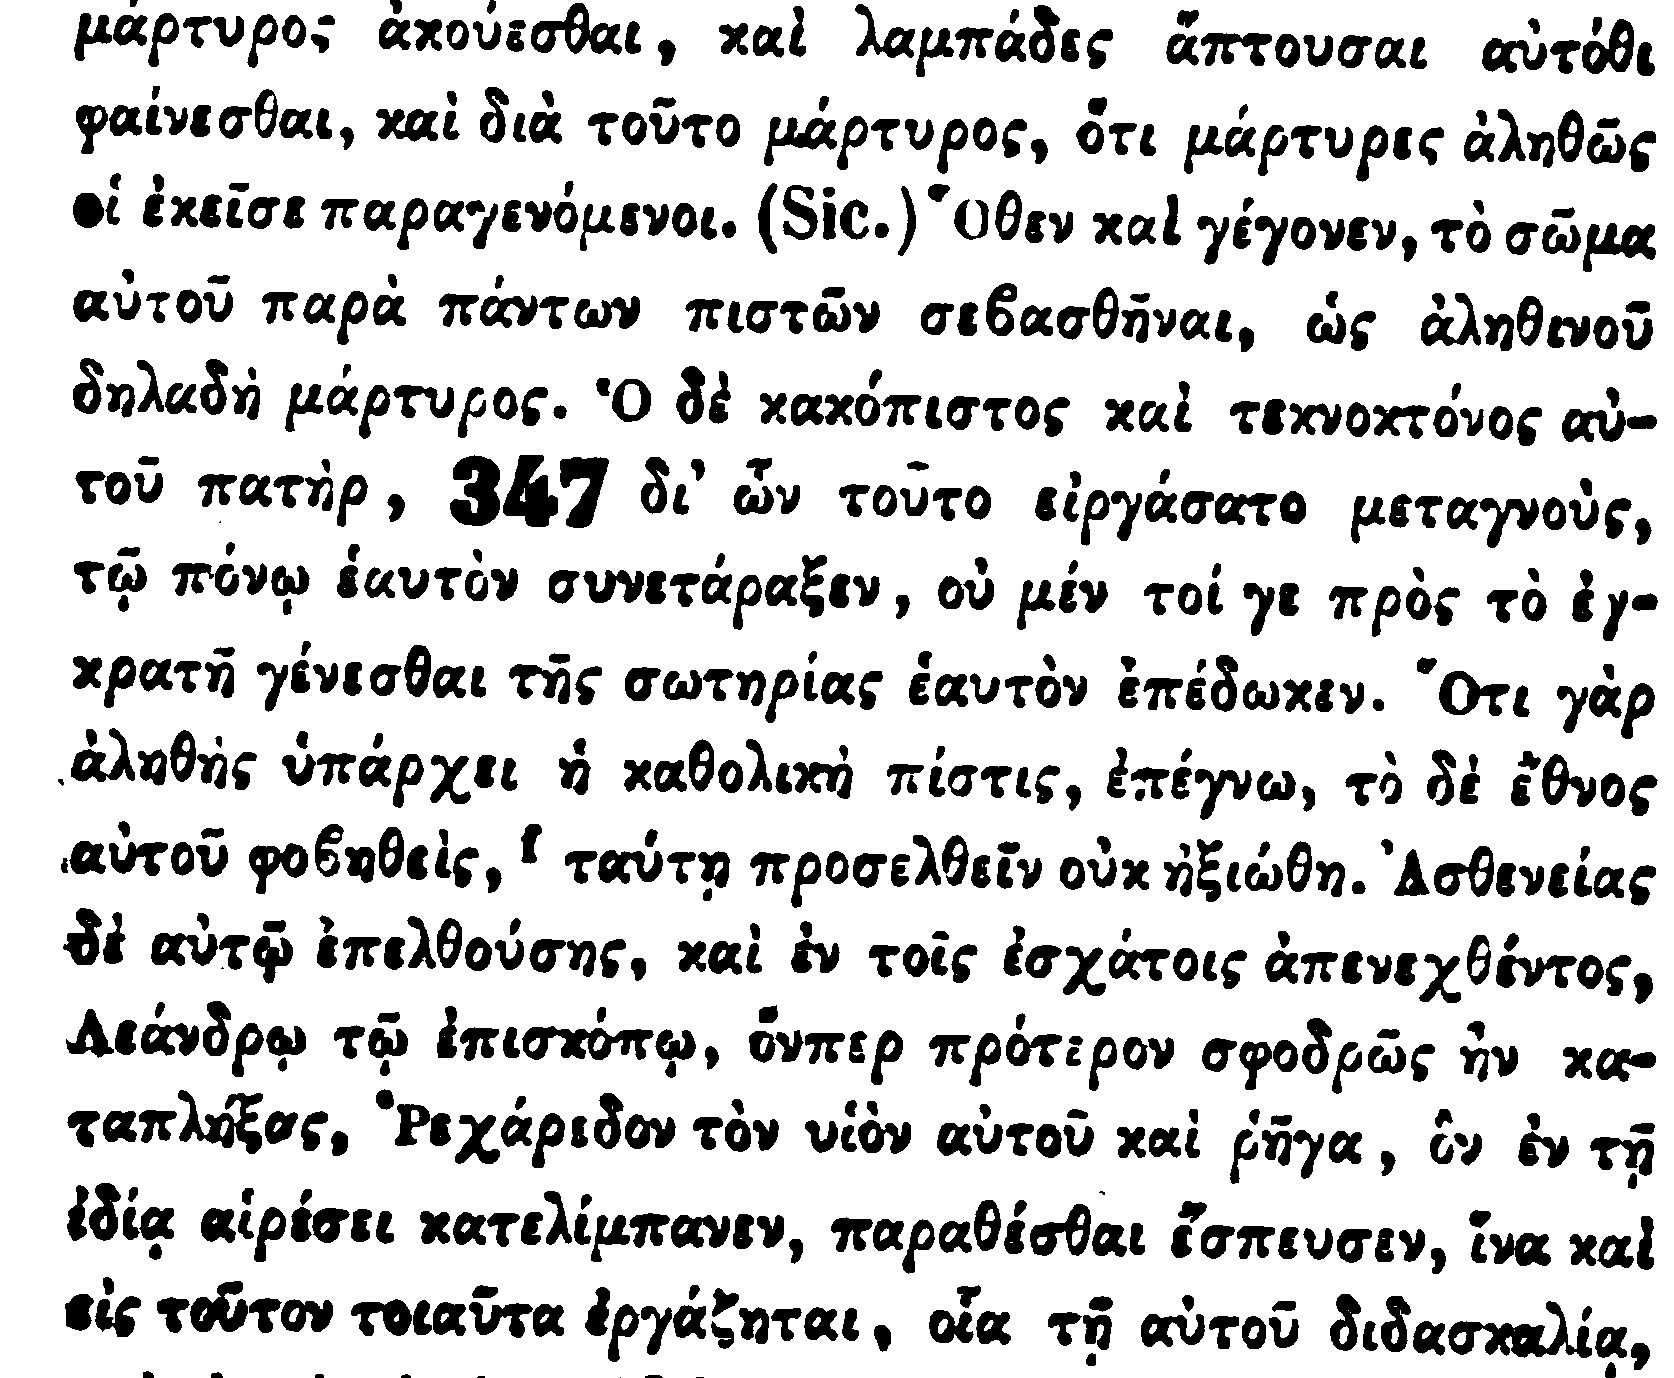 μάρτυρος ἀκούεσθαι, καὶ λαμπάδες ἅπτουσαι αὐτόθι
φαίνεσθαι, καὶ διὰ τοῦτο μάρτυρος, ὅτι μάρτυρες ἀληθῶς
οἱ ἐκεῖσε παραγενόμενοι. (Sic.) Ὅθεν καὶ γέγονεν, τὸ σῶμα
αὐτοῦ παρὰ πάντων πιστῶν σεϐασθῆναι, ὡς ἀληθινοῦ
δηλαδὴ μάρτυρος. Ὁ δὲ κακόπιστος καὶ τεκνοκτόνος αὐ-
τοῦ πατὴρ, 347 δι' ὧν τοῦτο εἰργάσατο μεταγνοὺς,
τῷ πόνῳ ἑαυτὸν συνετάραξεν, οὐ μέν τοί γε πρὸς τὸ ἐγ-
κρατῆ γένεσθαι τῆς σωτηρίας ἑαυτὸν ἐπέδωκεν. Ὅτι γὰρ
ἀληθὴς ὑπάρχει ἡ καθολικὴ πίστις, ἐπέγνω, τὸ δὲ ἔθνος
αὐτοῦ φοϐηθεὶς, f ταύτῃ προσελθεῖν οὐκ ἠξιώθη. Ἀσθενείας
δὲ αὐτῷ ἐπελθούσης, καὶ ἐν τοῖς ἐσχάτοις ἀπενεχθέντος,
Λεάνδρῳ τῷ ἐπισκόπῳ, ὅνπερ πρότερον σφοδρῶς ἦν κα-
ταπλήξας, Ῥεχάρεδον τὸν υἱὸν αὐτοῦ καὶ ῥῆγα, ὃν ἐν τῇ
ἰδίᾳ αἱρέσει κατελίμπανεν, παραθέσθαι ἔσπευσεν, ἵνα καὶ
εἰς τοῦτον τοιαῦτα ἐργάζηται, οἷα τῇ αὐτοῦ διδασκαλίᾳ,